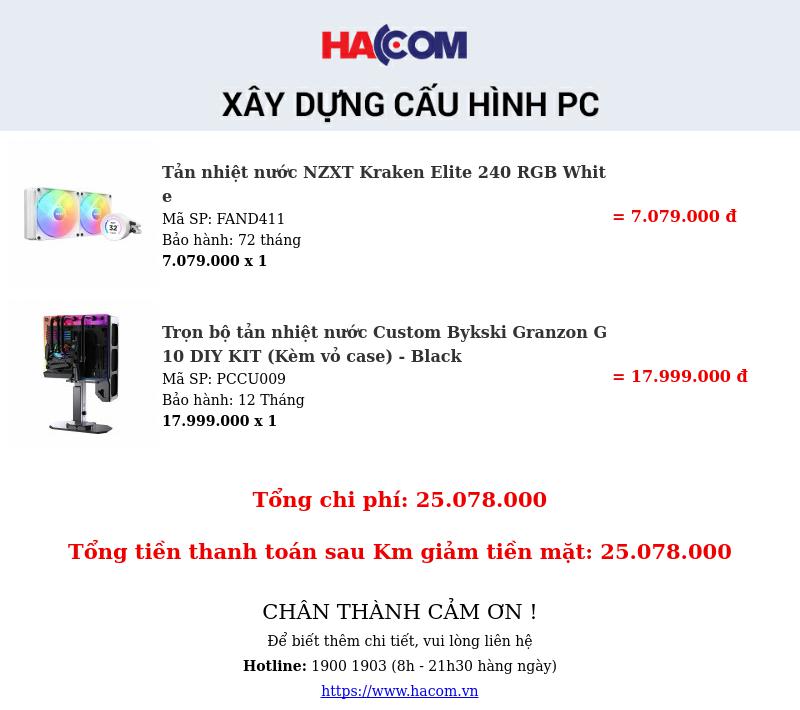 HACOM
XÂY DỰNG CẤU HÌNH PC
Tản nhiệt nước NZXT Kraken Elite 240 RGB Whit
e
Mã SP: FAND411
Bảo hành: 72 tháng
7.079.000 x 1
= 7.079.000 đ
32
Trọn bộ tản nhiệt nước Custom Bykski Granzon G
10 DIY KIT (Kèm vỏ case) - Black
Mã SP: PCCU009
Bảo hành: 12 Tháng
17.999.000 x 1
= 17.999.000 đ
Tổng chi phí: 25.078.000
Tổng tiền thanh toán sau Km giảm tiền mặt: 25.078.000
CHÂN THÀNH CẢM ƠN !
Để biết thêm chi tiết, vui lòng liên hệ
Hotline: 1900 1903 (8h - 21h30 hàng ngày)
https://www.hacom.vn